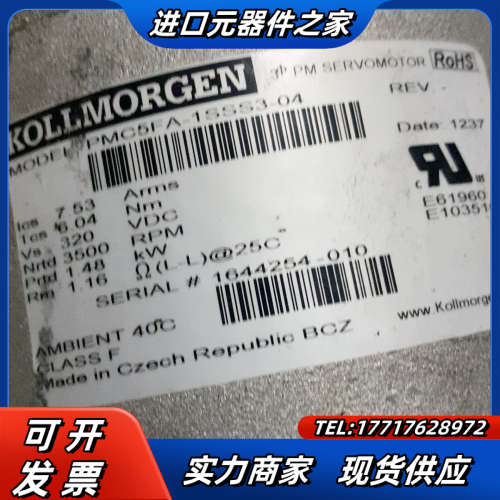 进口元器件之家
KOLLMORGEN
3ph PM SERVOMOTOR RoHS
MODEL PMC5FA-1SSS3-04
REV.
Ics 7.53 Arms
Date: 1237
Tcs 6.04 Nm
Vs 320 VDC
Nrtd 3500 RPM
Prtd 1.48 kW
Rm 1.16 Ω(L-L)@25C
c US
E61960
E103510
SERIAL # 1644254-010
AMBIENT 40C
CLASS F
www.Kollmorgen
Made in Czech Republic BCZ
可开
发票
TEL:17717628972
实力商家 现货供应